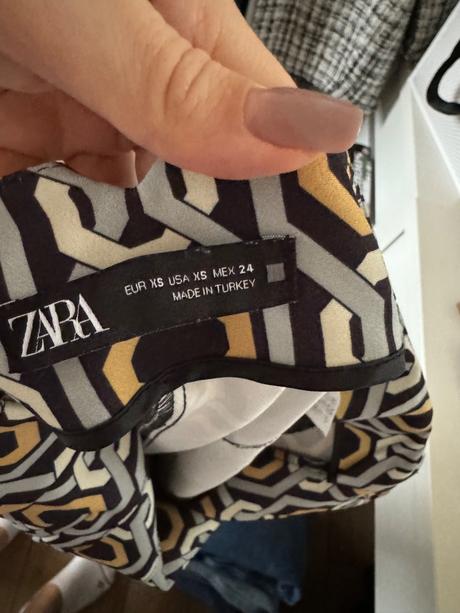 ZARA
EUR XS USA XS MEX 24
MADE IN TURKEY